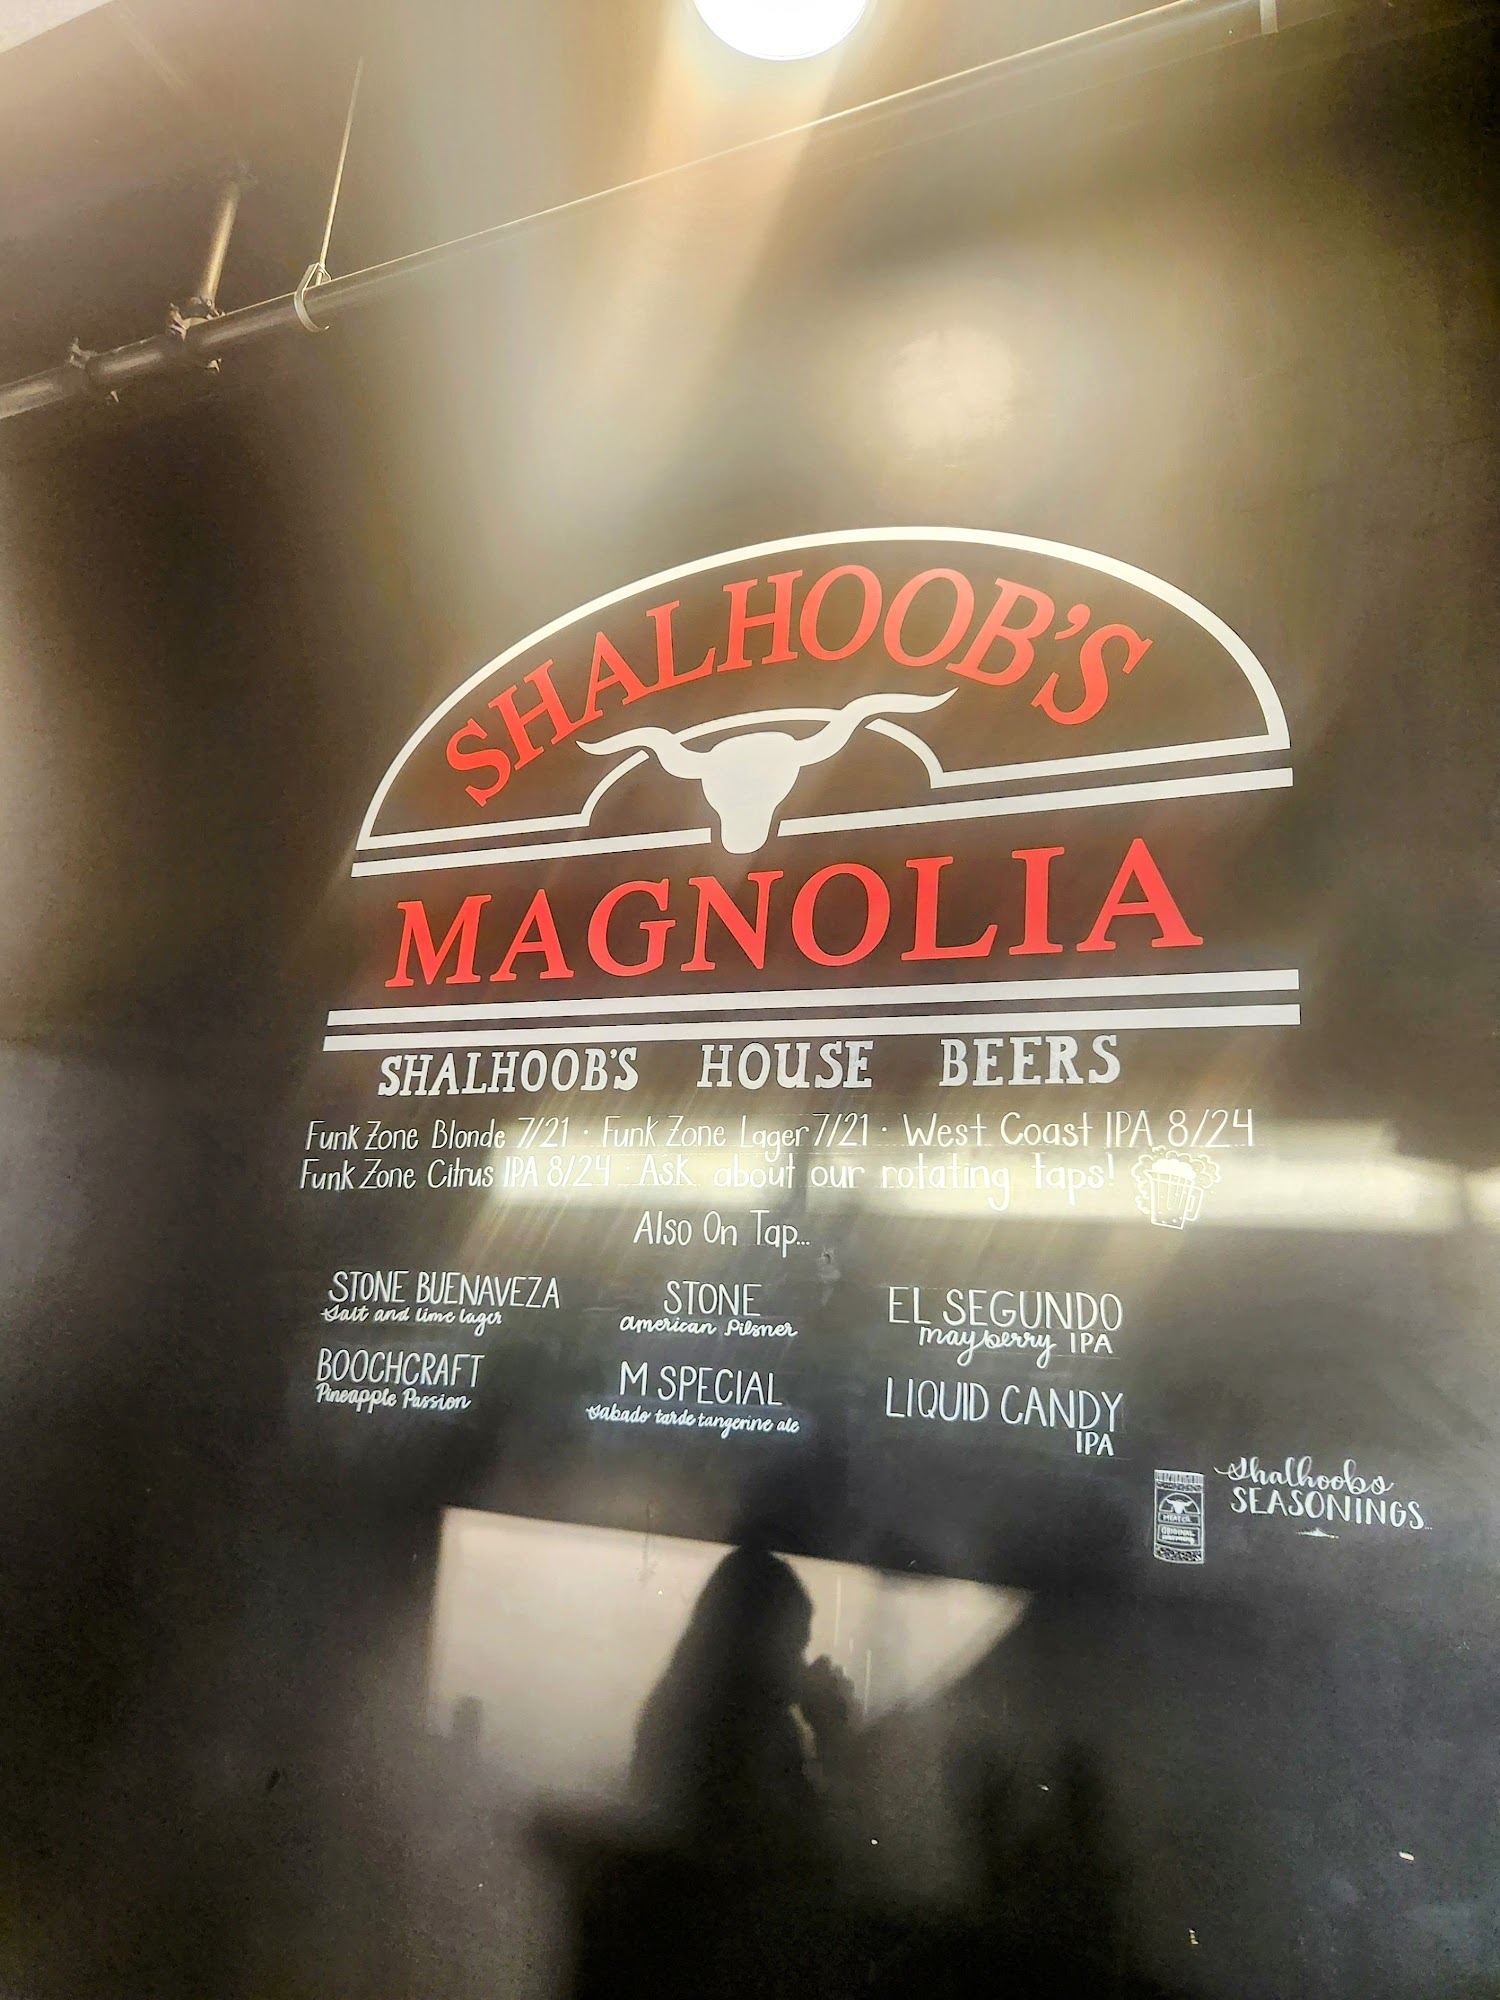 SHALHOOB'S
MAGNOLIA
SHALHOOB'S HOUSE BEERS
Funk Zone Blonde 7/21 · Funk Zone Lager 7/21 · West Coast IPA 8/24
Funk Zone Citrus IPA 8/24 · Ask about our rotating taps!
Also On Tap...
STONE BUENAVEZA
Salt and lime lager
STONE
American Pilsner
EL SEGUNDO
mayberry IPA
BOOCHCRAFT
Pineapple Passion
M SPECIAL
Sabado tarde tangerine ale
LIQUID CANDY
IPA
Shalhoobs
SEASONINGS...
MEAT CO.
ORIGINAL